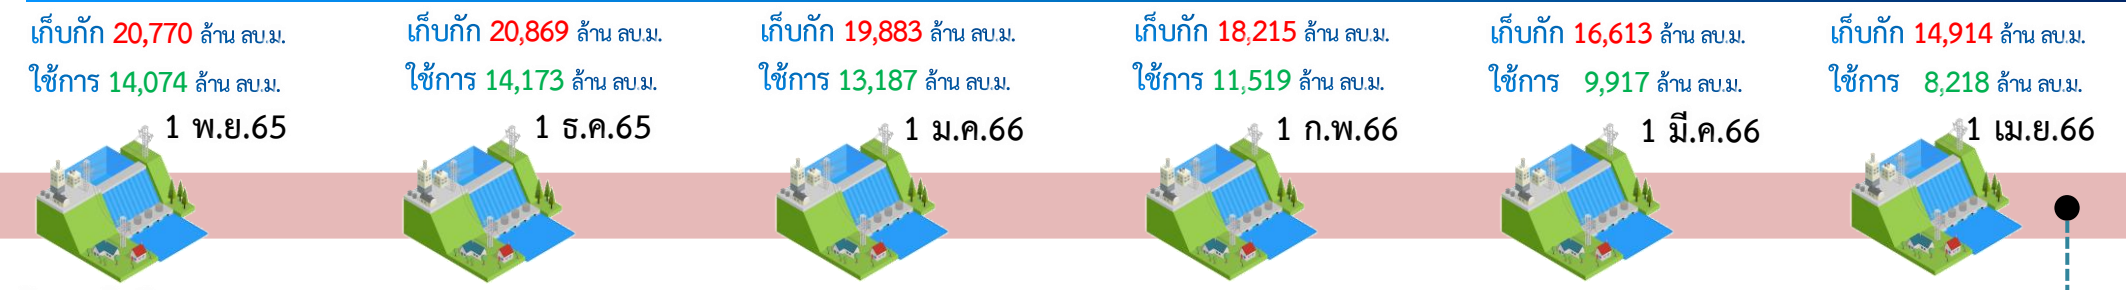 เก็บกัก 20,770 ล้าน ลบ.ม.
ใช้การ 14,074 ล้าน ลบ.ม.
1 พ.ย.65
เก็บกัก 20,869 ล้าน ลบ.ม.
ใช้การ 14,173 ล้าน ลบ.ม.
1 ธ.ค.65
เก็บกัก 19,883 ล้าน ลบ.ม.
ใช้การ 13,187 ล้าน ลบ.ม.
1 ม.ค.66
เก็บกัก 18,215 ล้าน ลบ.ม.
ใช้การ 11,519 ล้าน ลบ.ม.
1 ก.พ.66
เก็บกัก 16,613 ล้าน ลบ.ม.
ใช้การ 9,917 ล้าน ลบ.ม.
1 มี.ค.66
เก็บกัก 14,914 ล้าน ลบ.ม.
ใช้การ 8,218 ล้าน ลบ.ม.
1 เม.ย.66